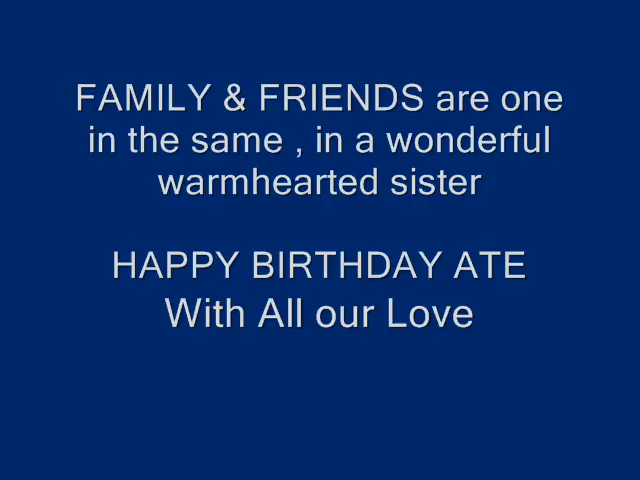 FAMILY & FRIENDS are one
in the same , in a wonderful
warmhearted sister
HAPPY BIRTHDAY ATE
With All our Love